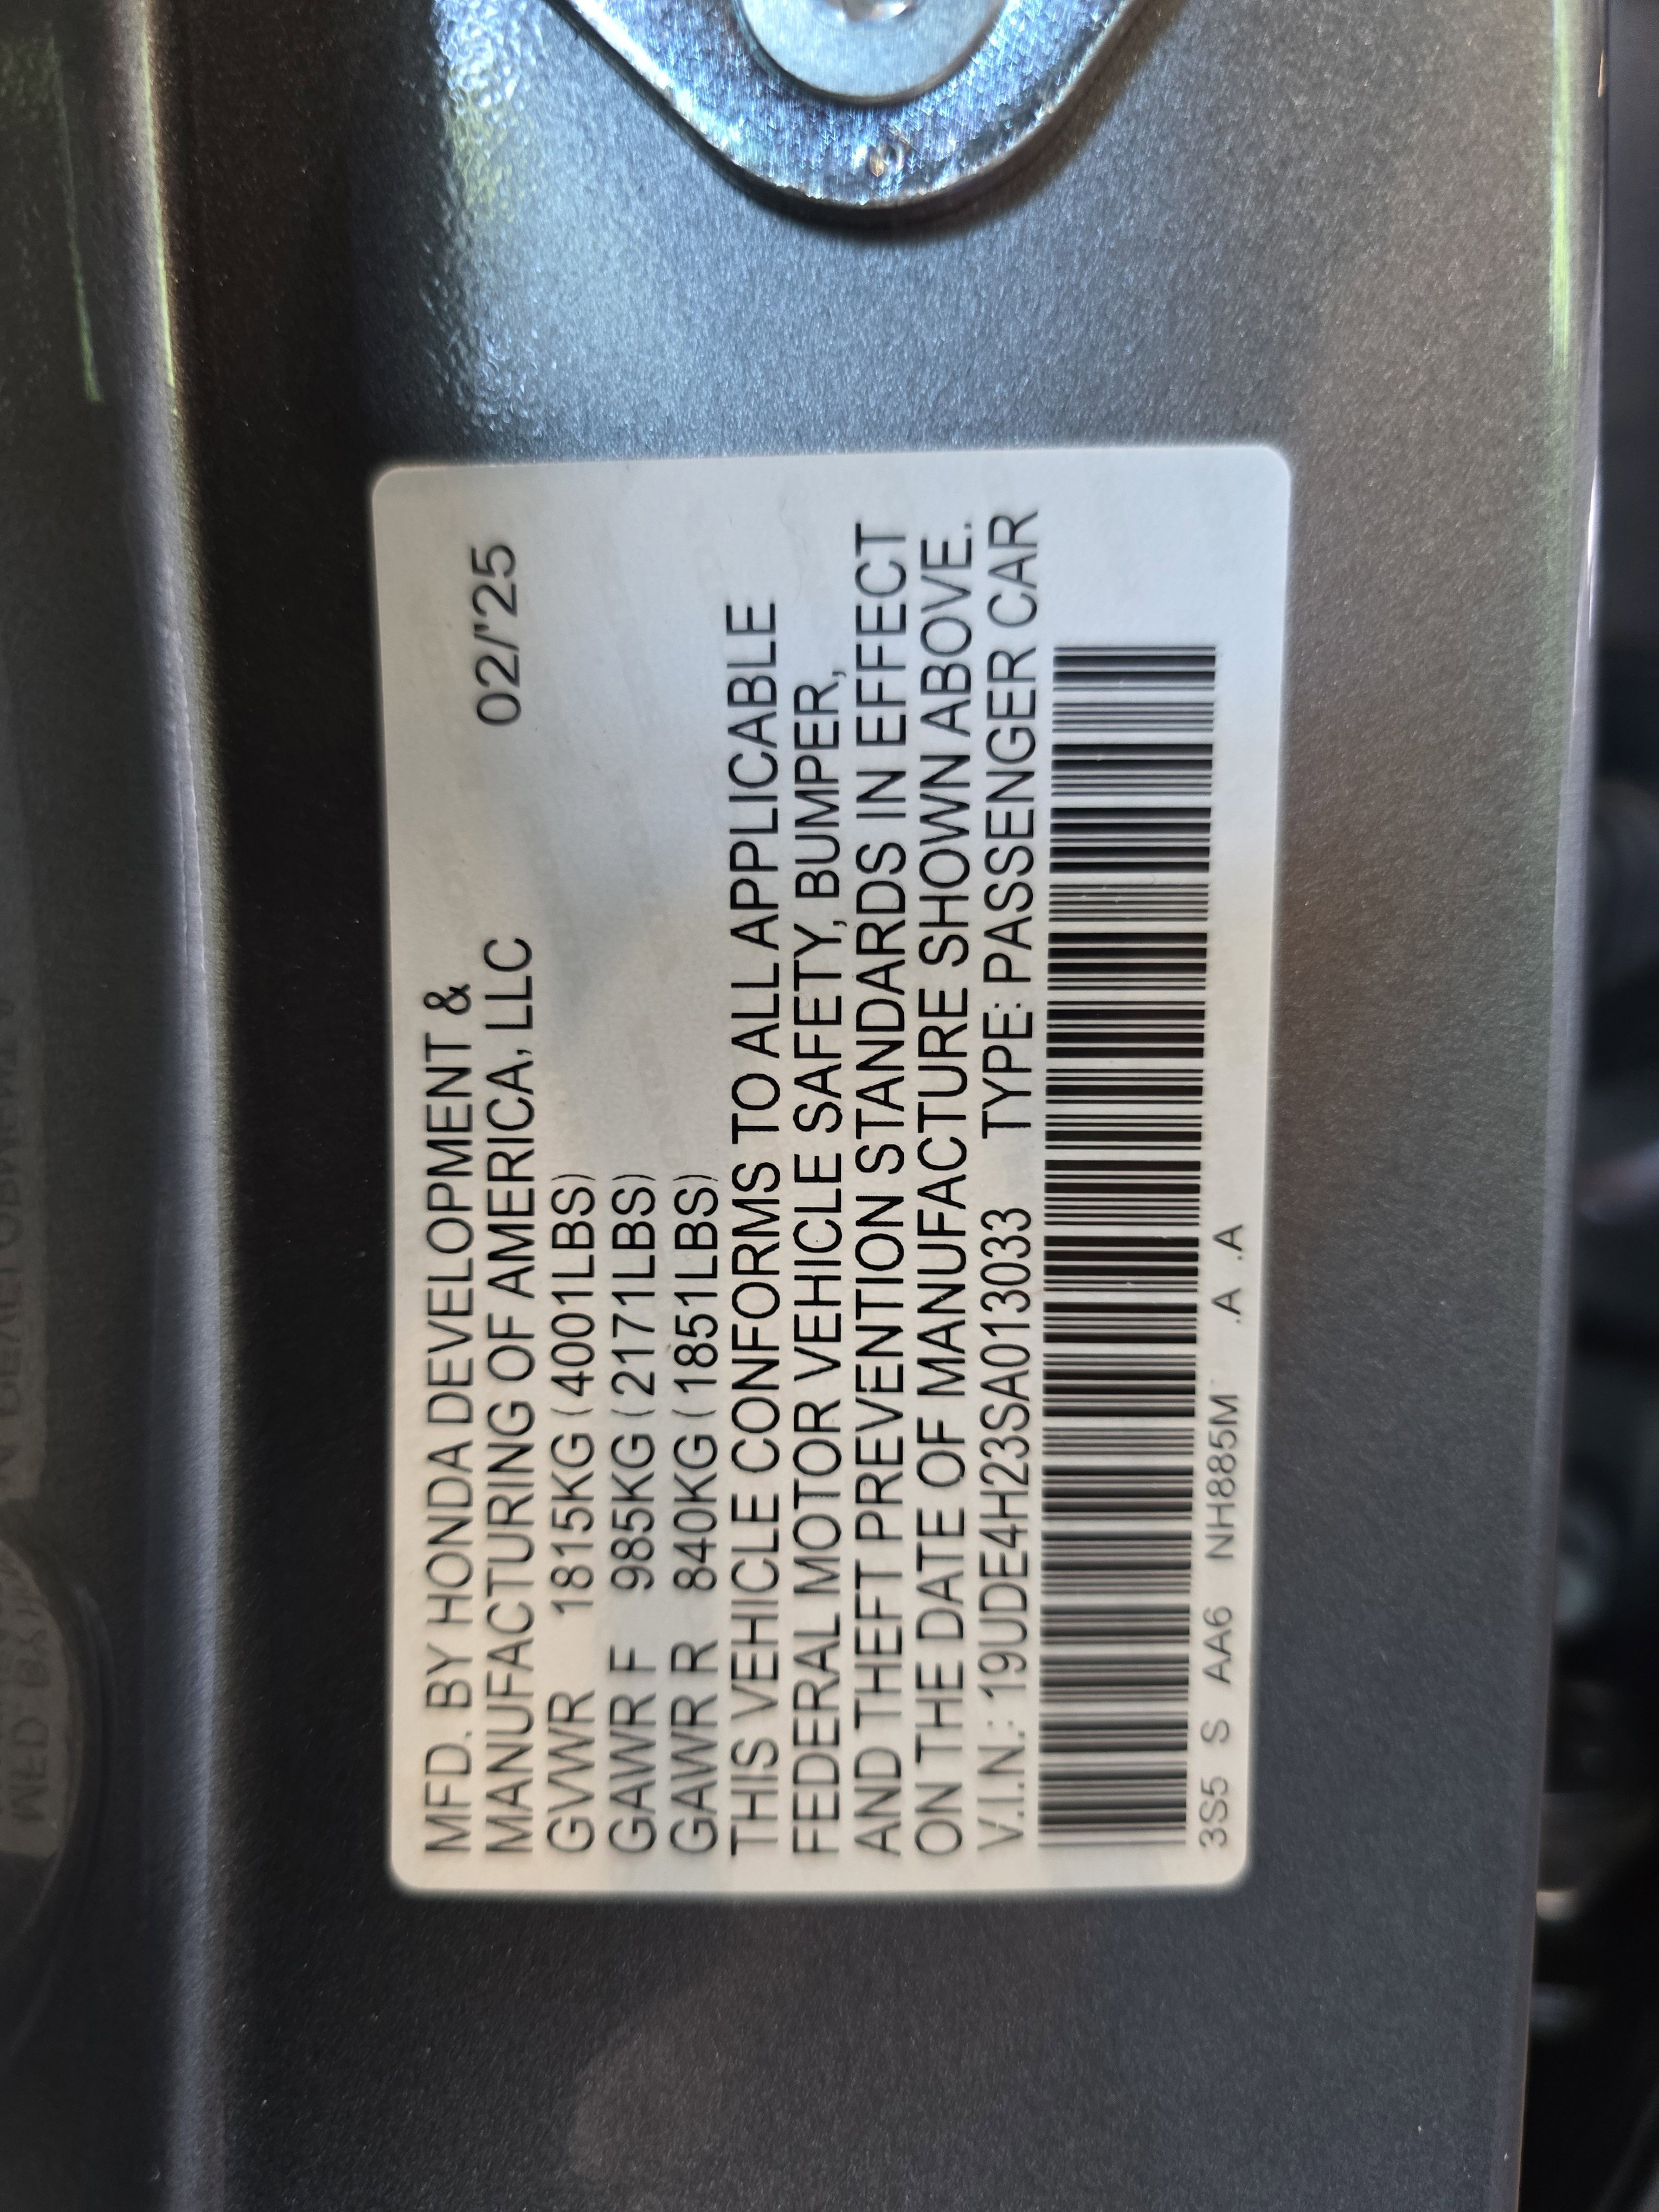 MFD. BY HONDA DEVELOPMENT &
MANUFACTURING OF AMERICA, LLC 02/'25
GVWR 1815KG (4001LBS)
GAWR F 985KG (2171LBS)
GAWR R 840KG (1851LBS)
THIS VEHICLE CONFORMS TO ALL APPLICABLE
FEDERAL MOTOR VEHICLE SAFETY, BUMPER,
AND THEFT PREVENTION STANDARDS IN EFFECT
ON THE DATE OF MANUFACTURE SHOWN ABOVE.
V.I.N.: 19UDE4H23SA013033 TYPE: PASSENGER CAR
3S5 S AA6 NH885M .A .A